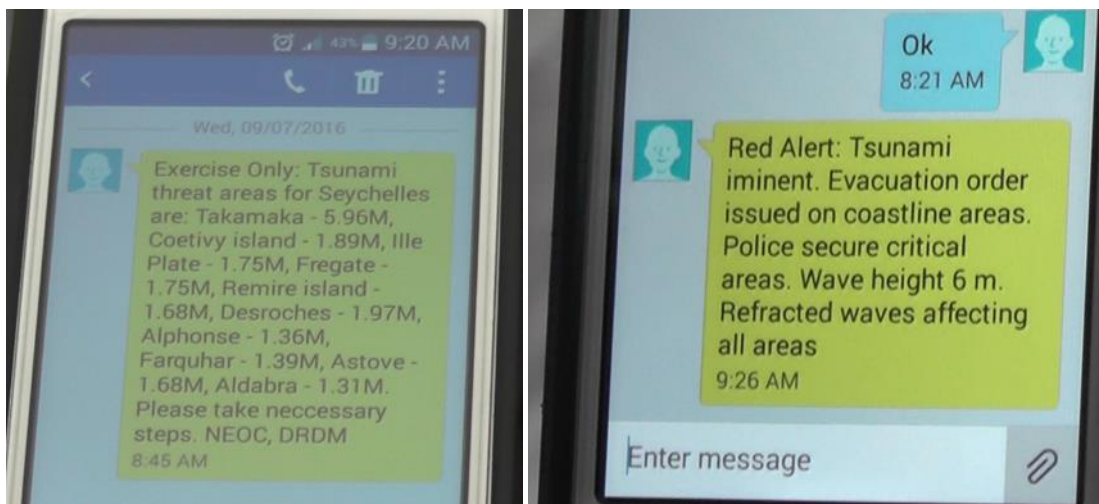 43% 9:20 AM
Wed, 09/07/2016
Exercise Only: Tsunami
threat areas for Seychelles
are: Takamaka - 5.96M,
Coetivy island - 1.89M, Ille
Plate - 1.75M, Fregate -
1.75M, Remire island -
1.68M, Desroches - 1.97M,
Alphonse - 1.36M,
Farquhar - 1.39M, Astove -
1.68M, Aldabra - 1.31M.
Please take neccessary
steps. NEOC, DRDM
8:45 AM
Ok
8:21 AM
Red Alert: Tsunami
iminent. Evacuation order
issued on coastline areas.
Police secure critical
areas. Wave height 6 m.
Refracted waves affecting
all areas
9:26 AM
Enter message